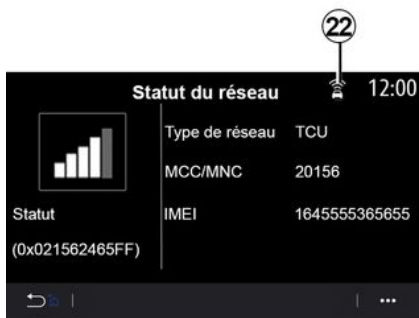 22
Statut du réseau
12:00
Type de réseau TCU
MCC/MNC 20156
Statut IMEI 1645555365655
(0x021562465FF)